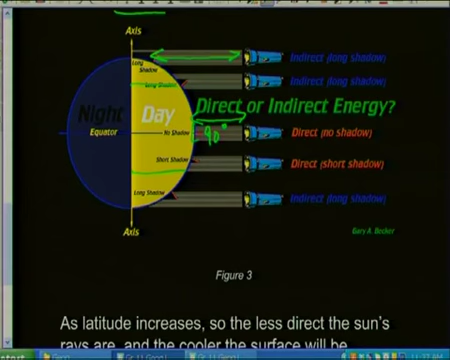 Axis
Long
Shadow
Indirect (long shadow)
Long Shadow
Indirect (long shadow)
Night
Day
Direct or Indirect Energy?
Equator
No Shadow
90°
Direct (no shadow)
Short Shadow
Direct (short shadow)
Long Shadow
Indirect (long shadow)
Axis
Gary A. Becker
Figure 3
As latitude increases, so the less direct the sun's
rays are, and the cooler the surface will be
11:37 AM